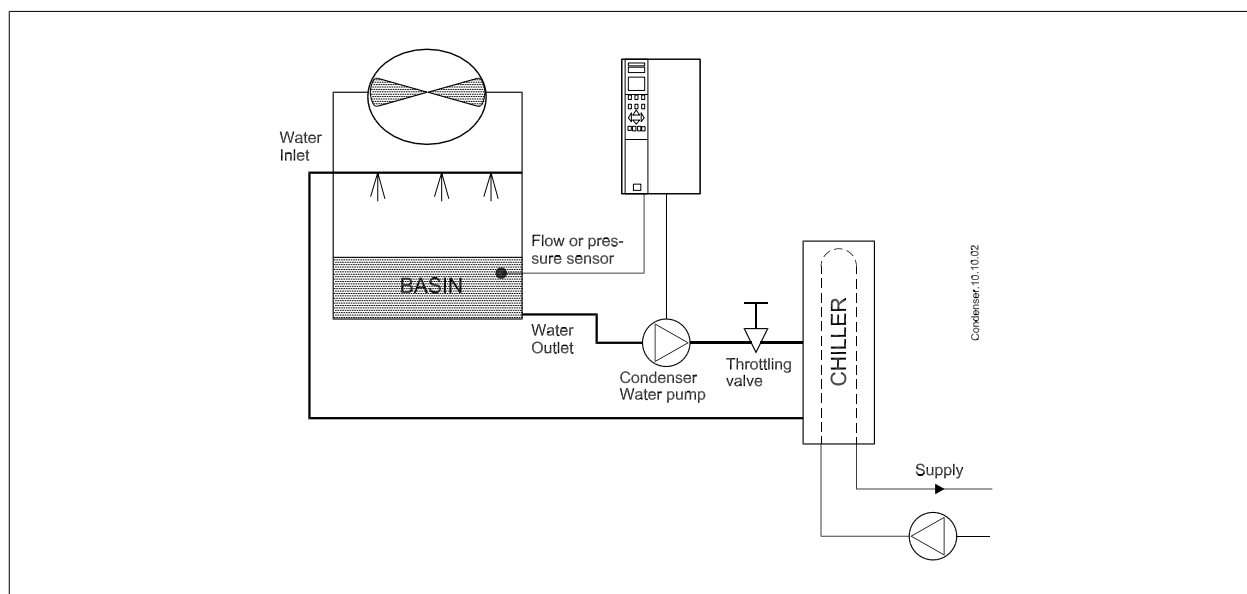 Water
Inlet
Flow or pres-
sure sensor
BASIN
Water
Outlet
Condenser
Water pump
Throttling
valve
CHILLER
Supply
Condenser.10.10.02